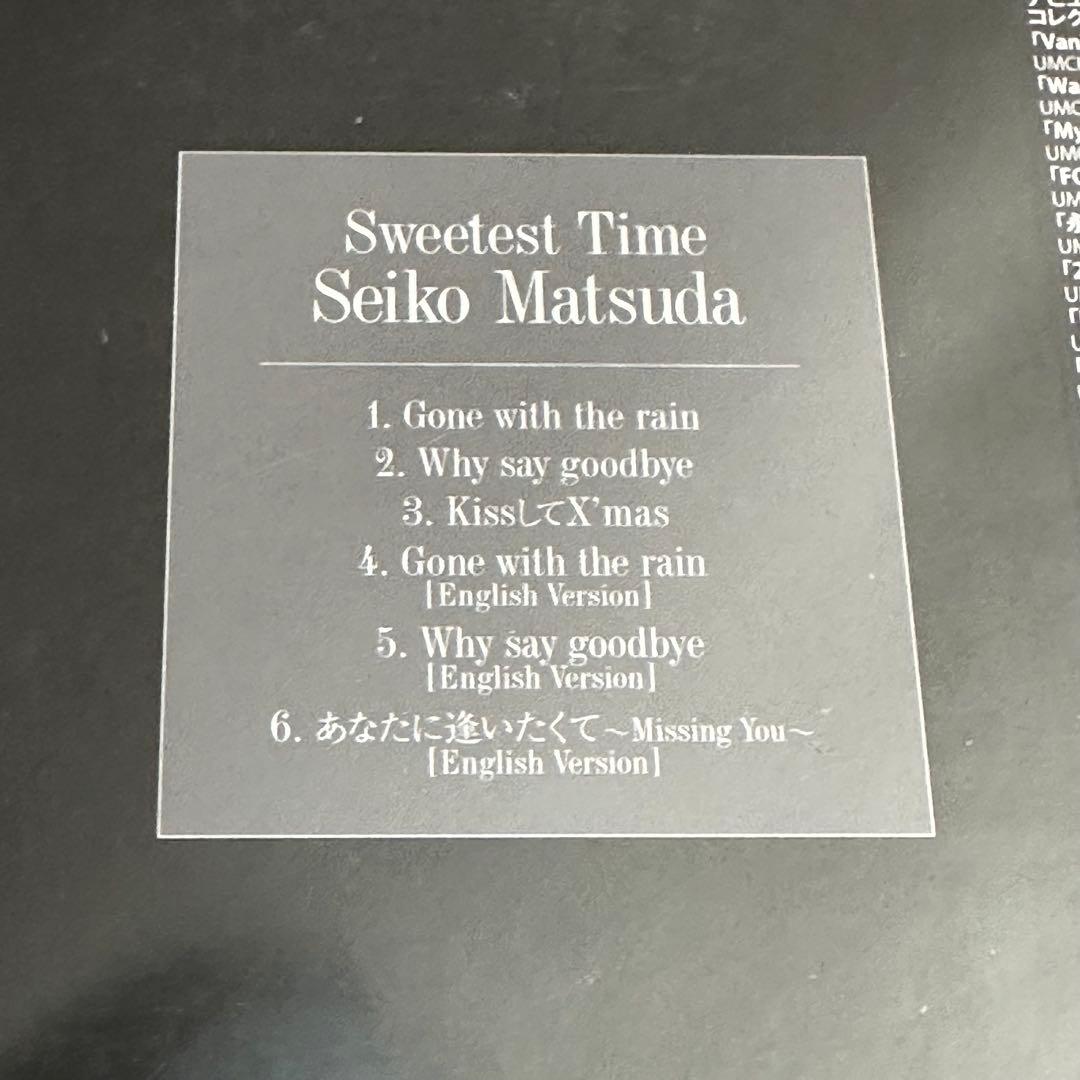 Sweetest Time
Seiko Matsuda
1. Gone with the rain
2. Why say goodbye
3. KissしてX'mas
4. Gone with the rain
[English Version]
5. Why say goodbye
[English Version]
6. あなたに逢いたくて～Missing You～
[English Version]
コレク
「Van
UMC
「Wa
UMC
「My
UM
「FO
UM